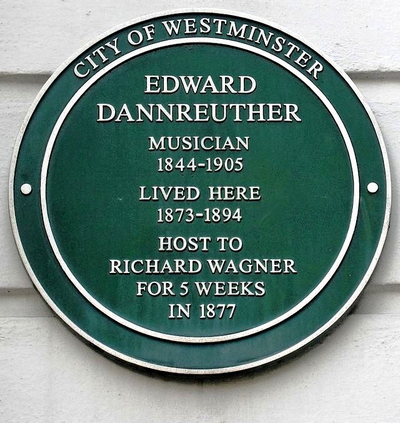 CITY OF WESTMINSTER
EDWARD
DANNREUTHER
MUSICIAN
1844-1905
LIVED HERE
1873-1894
HOST TO
RICHARD WAGNER
FOR 5 WEEKS
IN 1877